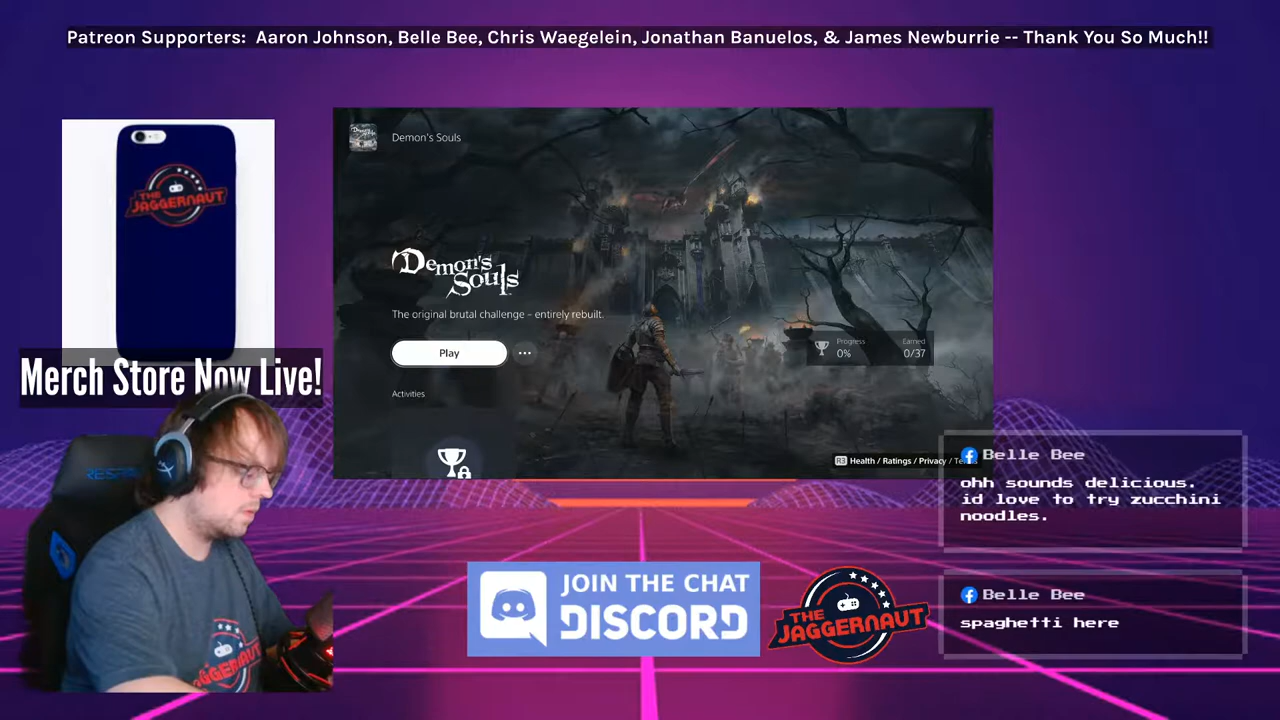 Patreon Supporters: Aaron Johnson, Belle Bee, Chris Waegelein, Jonathan Banuelos, & James Newburrie -- Thank You So Much!!
Demon's Souls
THE
JAGGERNAUT
Demon's
Souls
The original brutal challenge – entirely rebuilt.
Play
Progress
0%
Earned
0/37
Activities
Merch Store Now Live!
R3 Health / Ratings / Privacy /
Belle Bee
ohh sounds delicious.
id love to try zucchini
noodles.
Belle Bee
spaghetti here
JOIN THE CHAT
DISCORD
THE
JAGGERNAUT